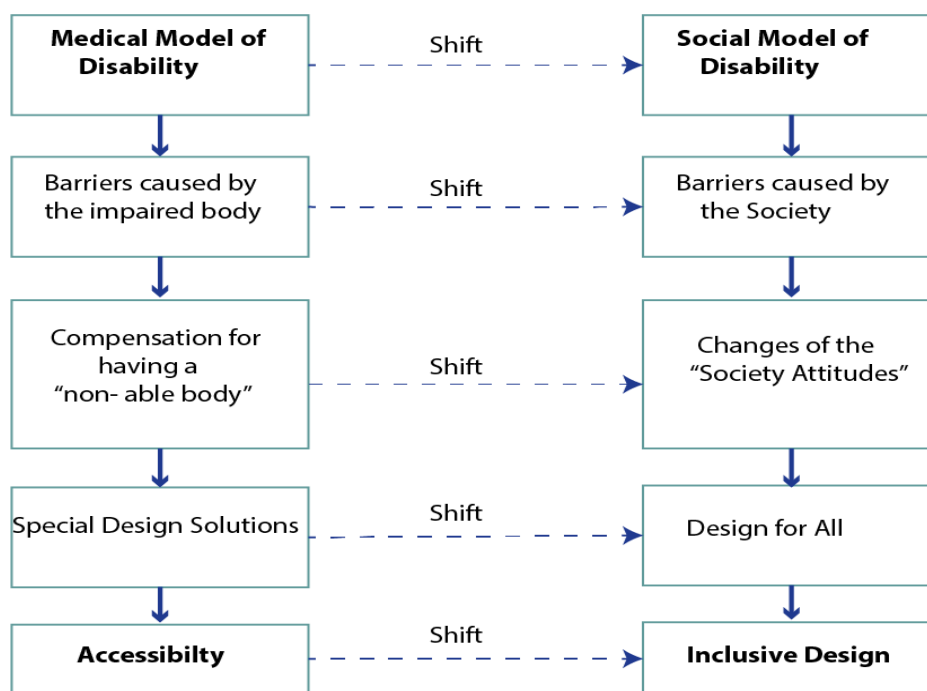 Medical Model of
Disability
Shift
Social Model of
Disability
Barriers caused by
the impaired body
Shift
Barriers caused by
the Society
Compensation for
having a
“non- able body”
Shift
Changes of the
“Society Attitudes”
Special Design Solutions
Shift
Design for All
Accessibilty
Shift
Inclusive Design